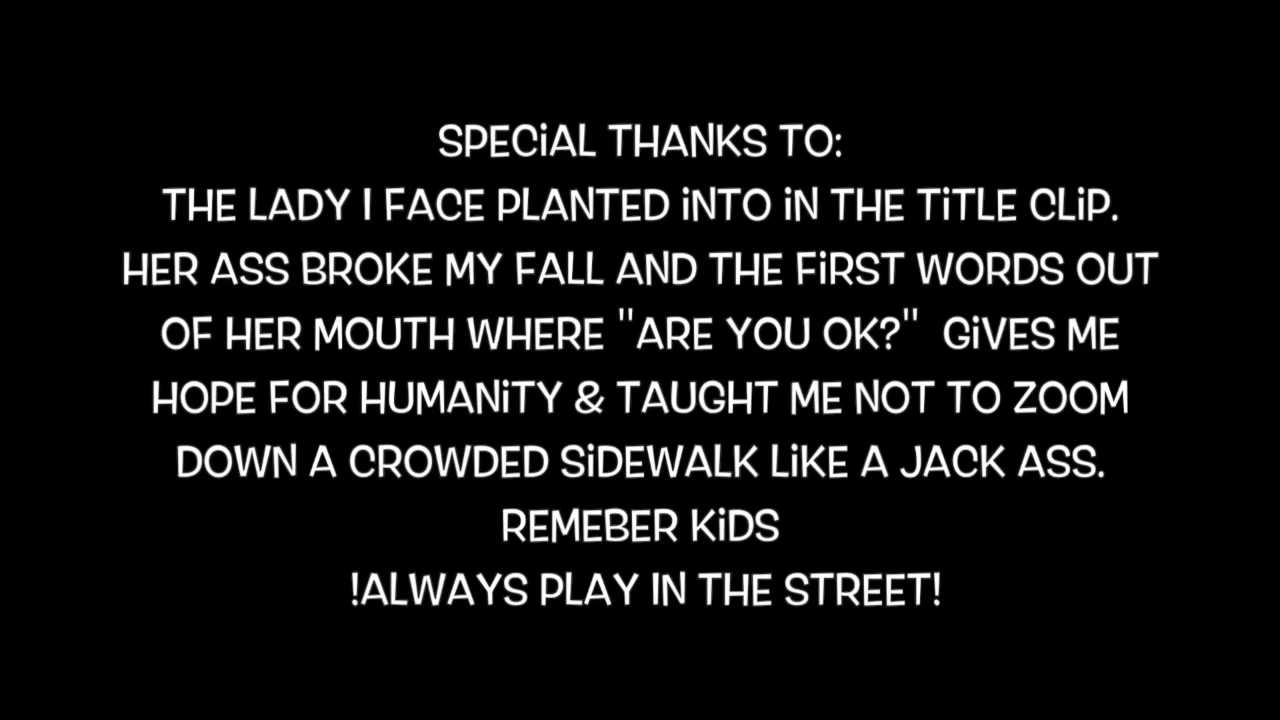 SPECiAL THANKS TO:
THE LADY I FACE PLANTED iNTO iN THE TiTLE CLiP.
HER ASS BROKE MY FALL AND THE FiRST WORDS OUT
OF HER MOUTH WHERE "ARE YOU OK?"  GiVES ME
HOPE FOR HUMANiTY & TAUGHT ME NOT TO ZOOM
DOWN A CROWDED SiDEWALK LiKE A JACK ASS.
REMEBER KiDS
!ALWAYS PLAY IN THE STREET!